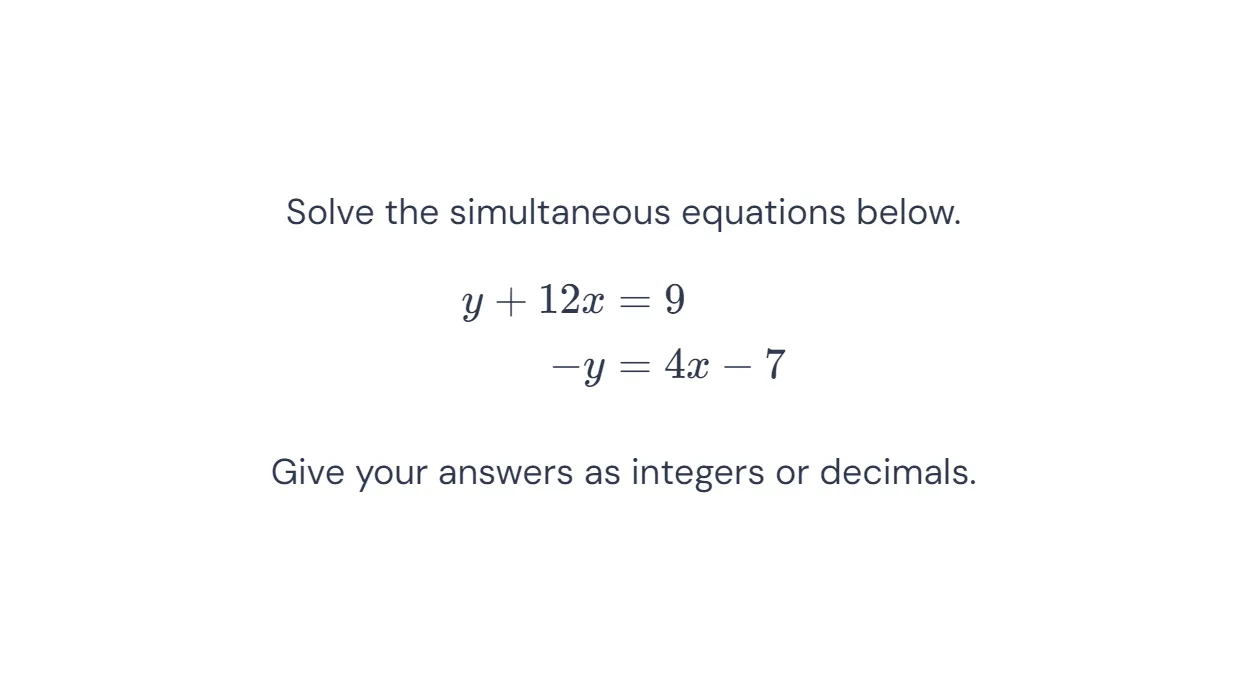 Solve the simultaneous equations below.
y + 12x = 9
−y = 4x − 7
Give your answers as integers or decimals.